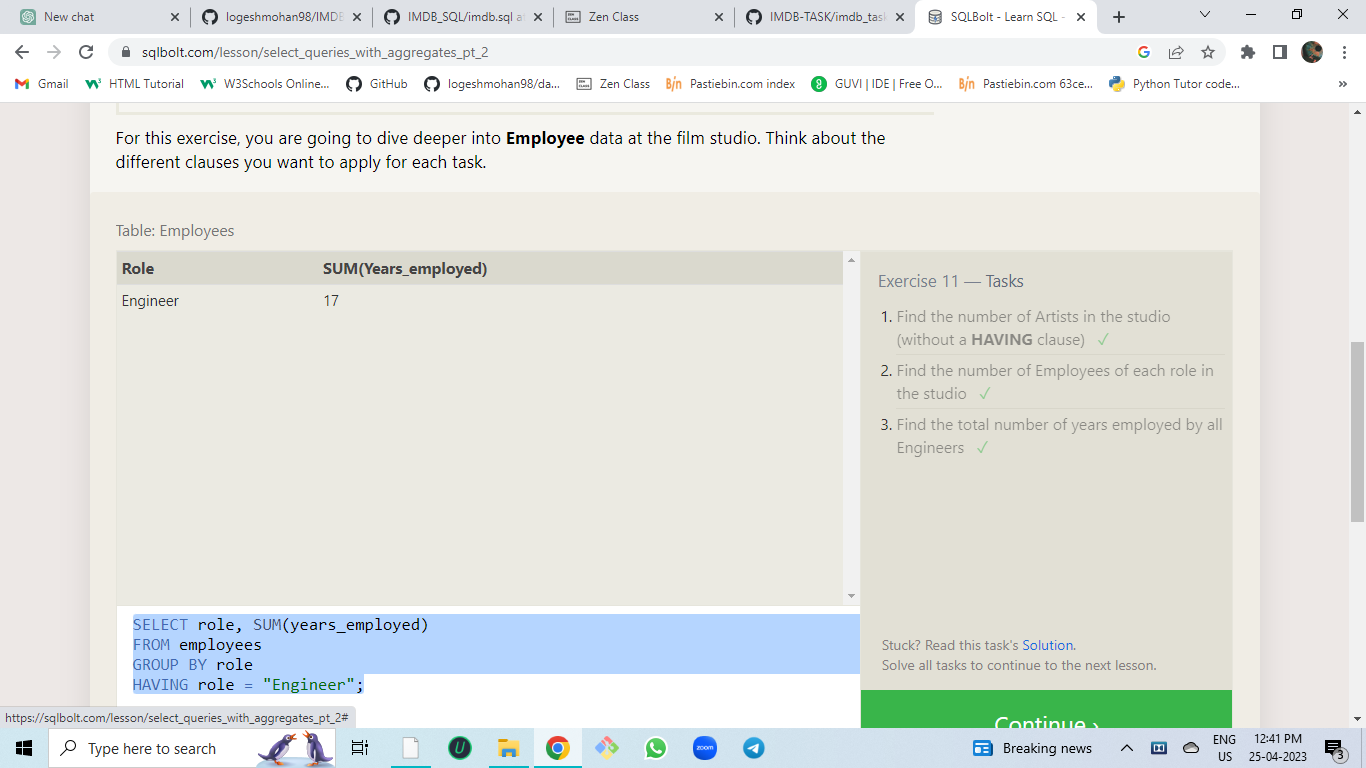 New chat
logeshmohan98/IMDB
IMDB_SQL/imdb.sql a
Zen Class
IMDB-TASK/imdb_task
SQLBolt - Learn SQL -
sqlbolt.com/lesson/select_queries_with_aggregates_pt_2
Gmail
HTML Tutorial
W3Schools Online...
GitHub
logeshmohan98/da...
Zen Class
Pastiebin.com index
GUVI | IDE | Free O...
Pastiebin.com 63ce...
Python Tutor code...
»
For this exercise, you are going to dive deeper into Employee data at the film studio. Think about the
different clauses you want to apply for each task.
Table: Employees
Role SUM(Years_employed)
Engineer 17
Exercise 11 — Tasks
1. Find the number of Artists in the studio
(without a HAVING clause) ✓
2. Find the number of Employees of each role in
the studio ✓
3. Find the total number of years employed by all
Engineers ✓
SELECT role, SUM(years_employed)
FROM employees
GROUP BY role
HAVING role = "Engineer";
Stuck? Read this task's Solution.
Solve all tasks to continue to the next lesson.
Continue ›
https://sqlbolt.com/lesson/select_queries_with_aggregates_pt_2#
Type here to search
zoom
Breaking news
ENG
US
12:41 PM
25-04-2023
3